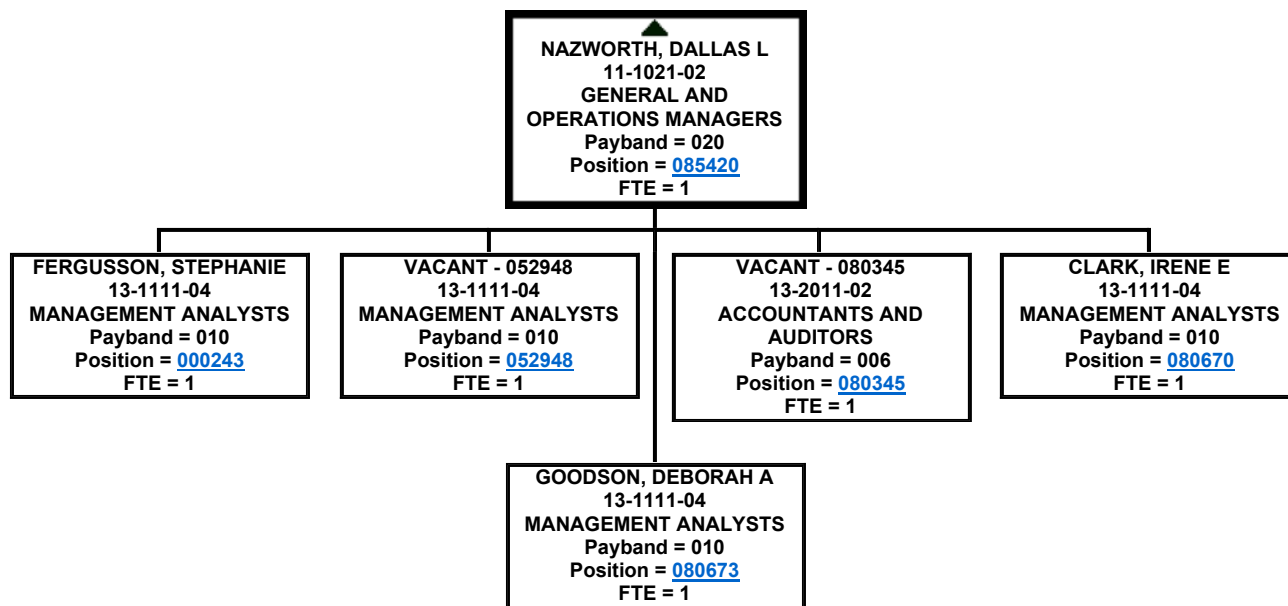 NAZWORTH, DALLAS L
11-1021-02
GENERAL AND
OPERATIONS MANAGERS
Payband = 020
Position = 085420
FTE = 1
FERGUSSON, STEPHANIE
13-1111-04
MANAGEMENT ANALYSTS
Payband = 010
Position = 000243
FTE = 1
VACANT - 052948
13-1111-04
MANAGEMENT ANALYSTS
Payband = 010
Position = 052948
FTE = 1
VACANT - 080345
13-2011-02
ACCOUNTANTS AND
AUDITORS
Payband = 006
Position = 080345
FTE = 1
CLARK, IRENE E
13-1111-04
MANAGEMENT ANALYSTS
Payband = 010
Position = 080670
FTE = 1
GOODSON, DEBORAH A
13-1111-04
MANAGEMENT ANALYSTS
Payband = 010
Position = 080673
FTE = 1